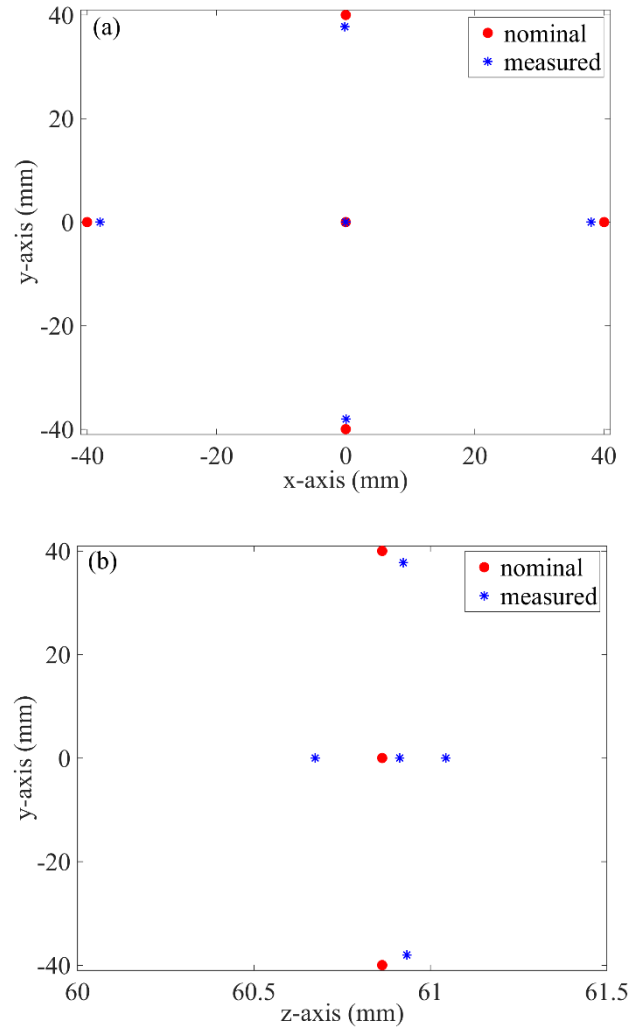 (a)
nominal
measured
40
20
0
-20
-40
y-axis (mm)
-40 -20 0 20 40
x-axis (mm)
(b)
nominal
measured
40
20
0
-20
-40
y-axis (mm)
60 60.5 61 61.5
z-axis (mm)